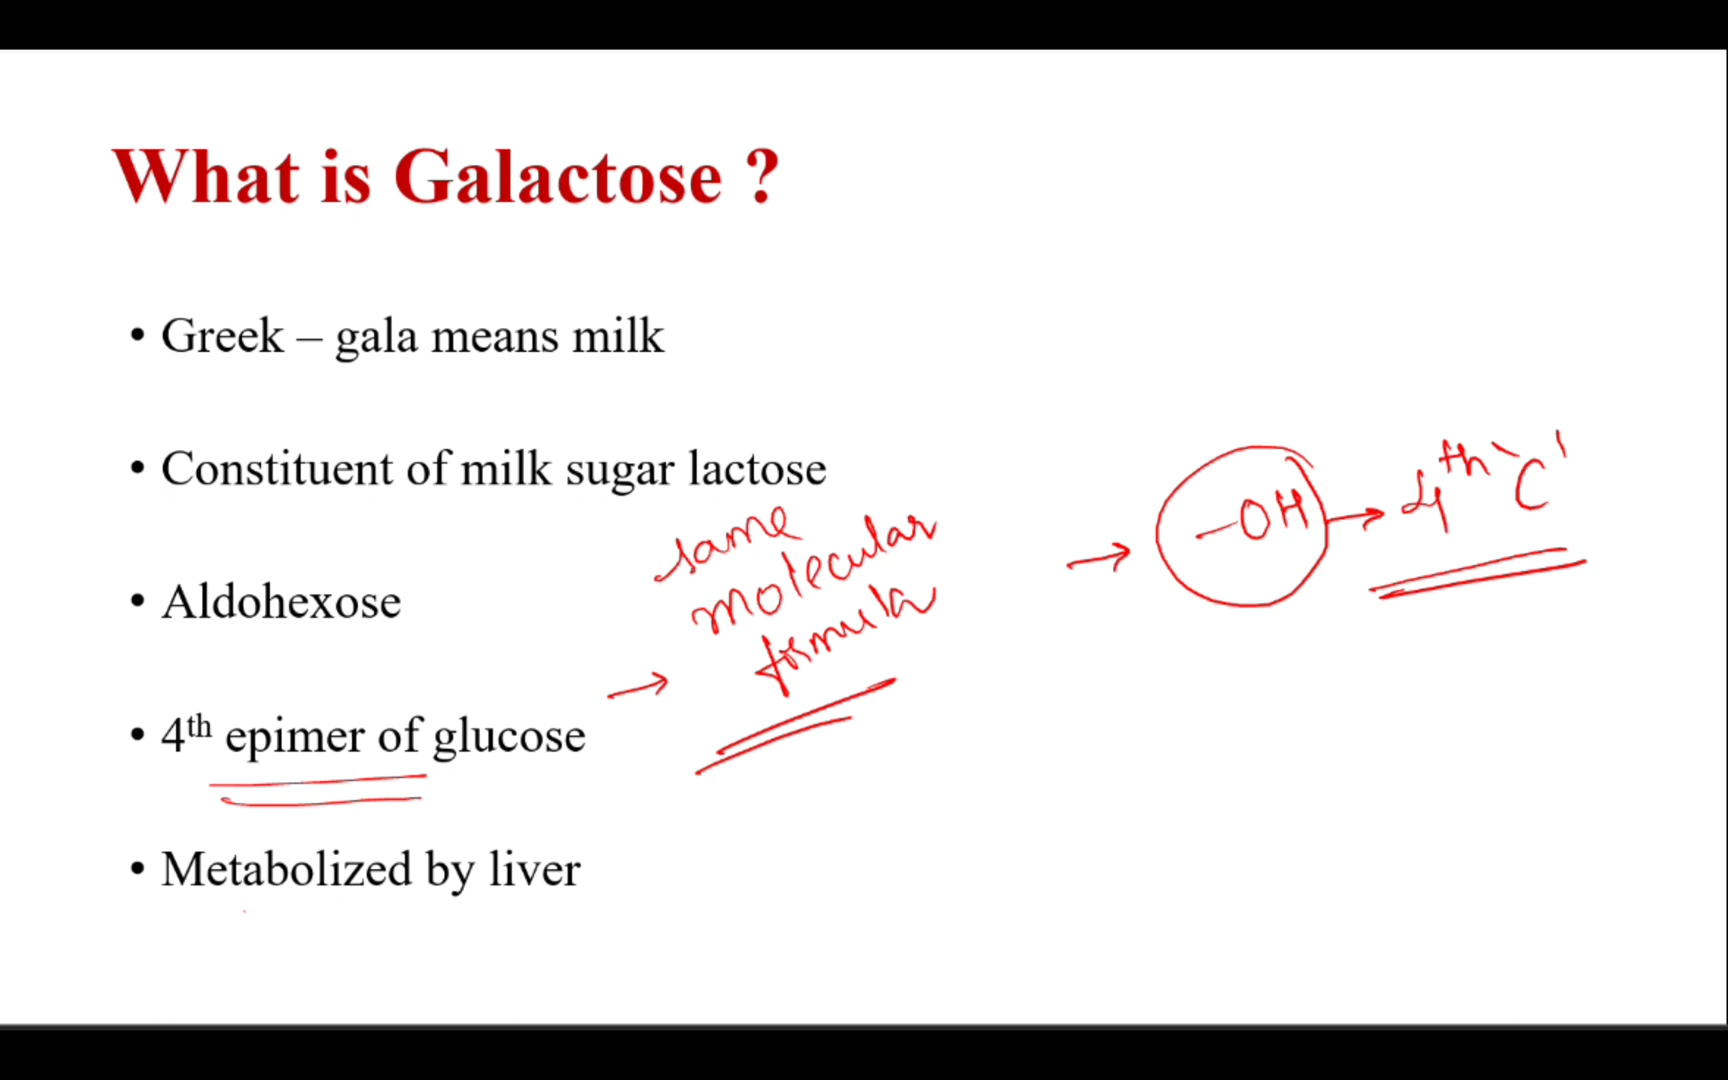 What is Galactose ?
• Greek – gala means milk
• Constituent of milk sugar lactose
• Aldohexose
• 4th epimer of glucose
• Metabolized by liver
same
molecular
formula
-OH → 4th 'C'